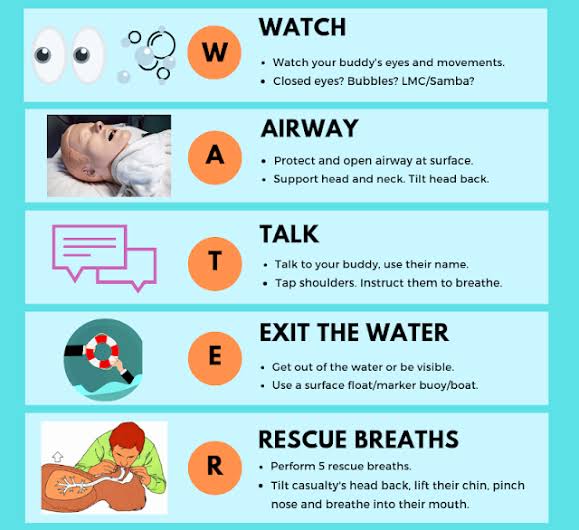 W
WATCH
• Watch your buddy's eyes and movements.
• Closed eyes? Bubbles? LMC/Samba?
A
AIRWAY
• Protect and open airway at surface.
• Support head and neck. Tilt head back.
T
TALK
• Talk to your buddy, use their name.
• Tap shoulders. Instruct them to breathe.
E
EXIT THE WATER
• Get out of the water or be visible.
• Use a surface float/marker buoy/boat.
R
RESCUE BREATHS
• Perform 5 rescue breaths.
• Tilt casualty's head back, lift their chin, pinch
nose and breathe into their mouth.